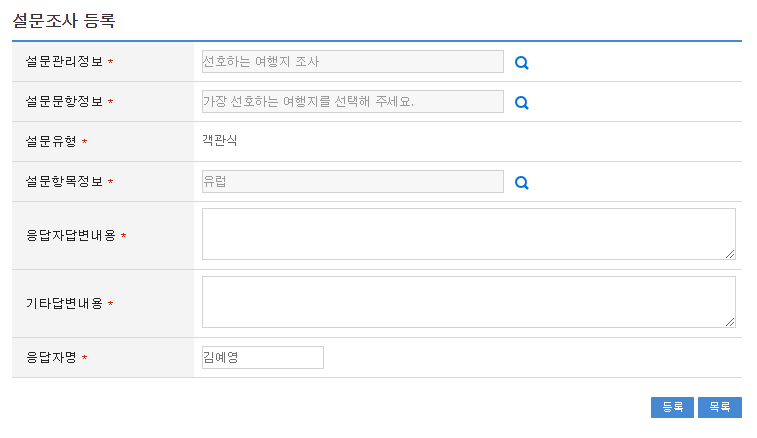 설문조사 등록
설문관리정보 * 선호하는 여행지 조사
설문문항정보 * 가장 선호하는 여행지를 선택해 주세요.
설문유형 * 객관식
설문항목정보 * 유럽
응답자답변내용 *
기타답변내용 *
응답자명 * 김예영
등록 목록